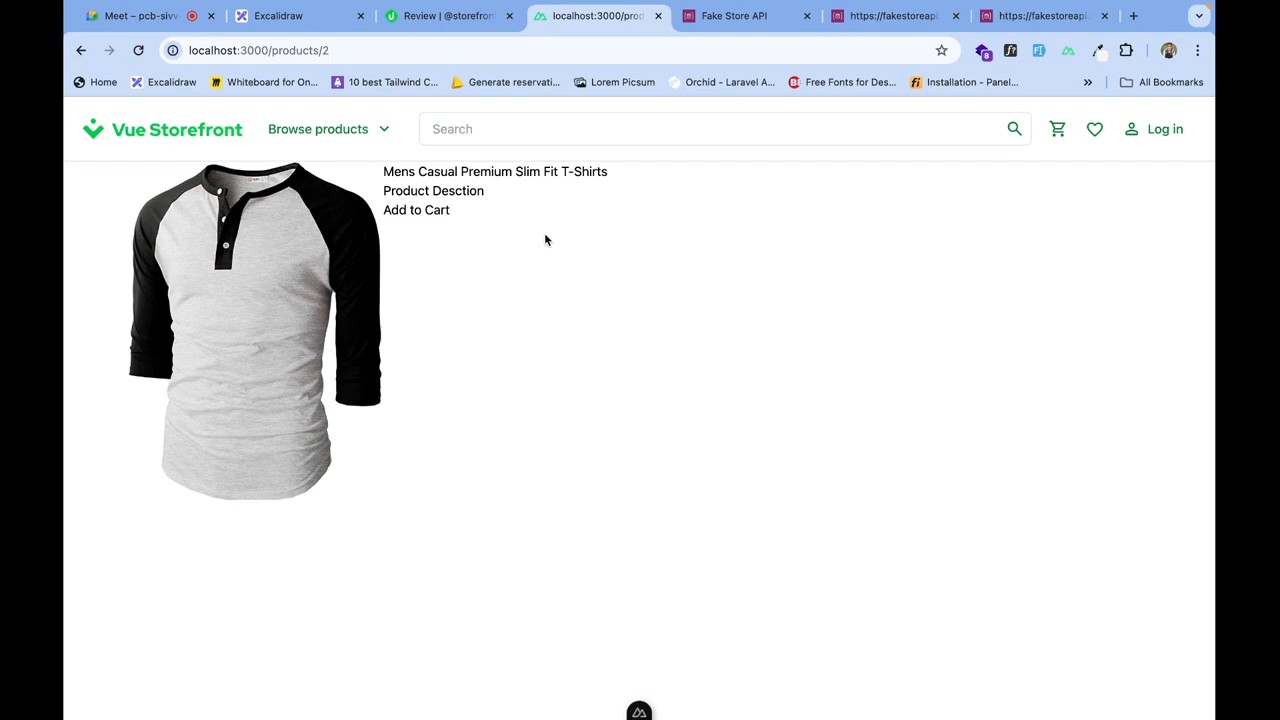 Meet – pcb-sivv- Excalidraw Review | @storefron localhost:3000/prod Fake Store API https://fakestoreapi. https://fakestoreapi.
localhost:3000/products/2
8
Home Excalidraw Whiteboard for On... 10 best Tailwind C... Generate reservati... Lorem Picsum Orchid - Laravel A... Free Fonts for Des... Installation - Panel... » All Bookmarks
Vue Storefront Browse products Search Log in
Mens Casual Premium Slim Fit T-Shirts
Product Desction
Add to Cart